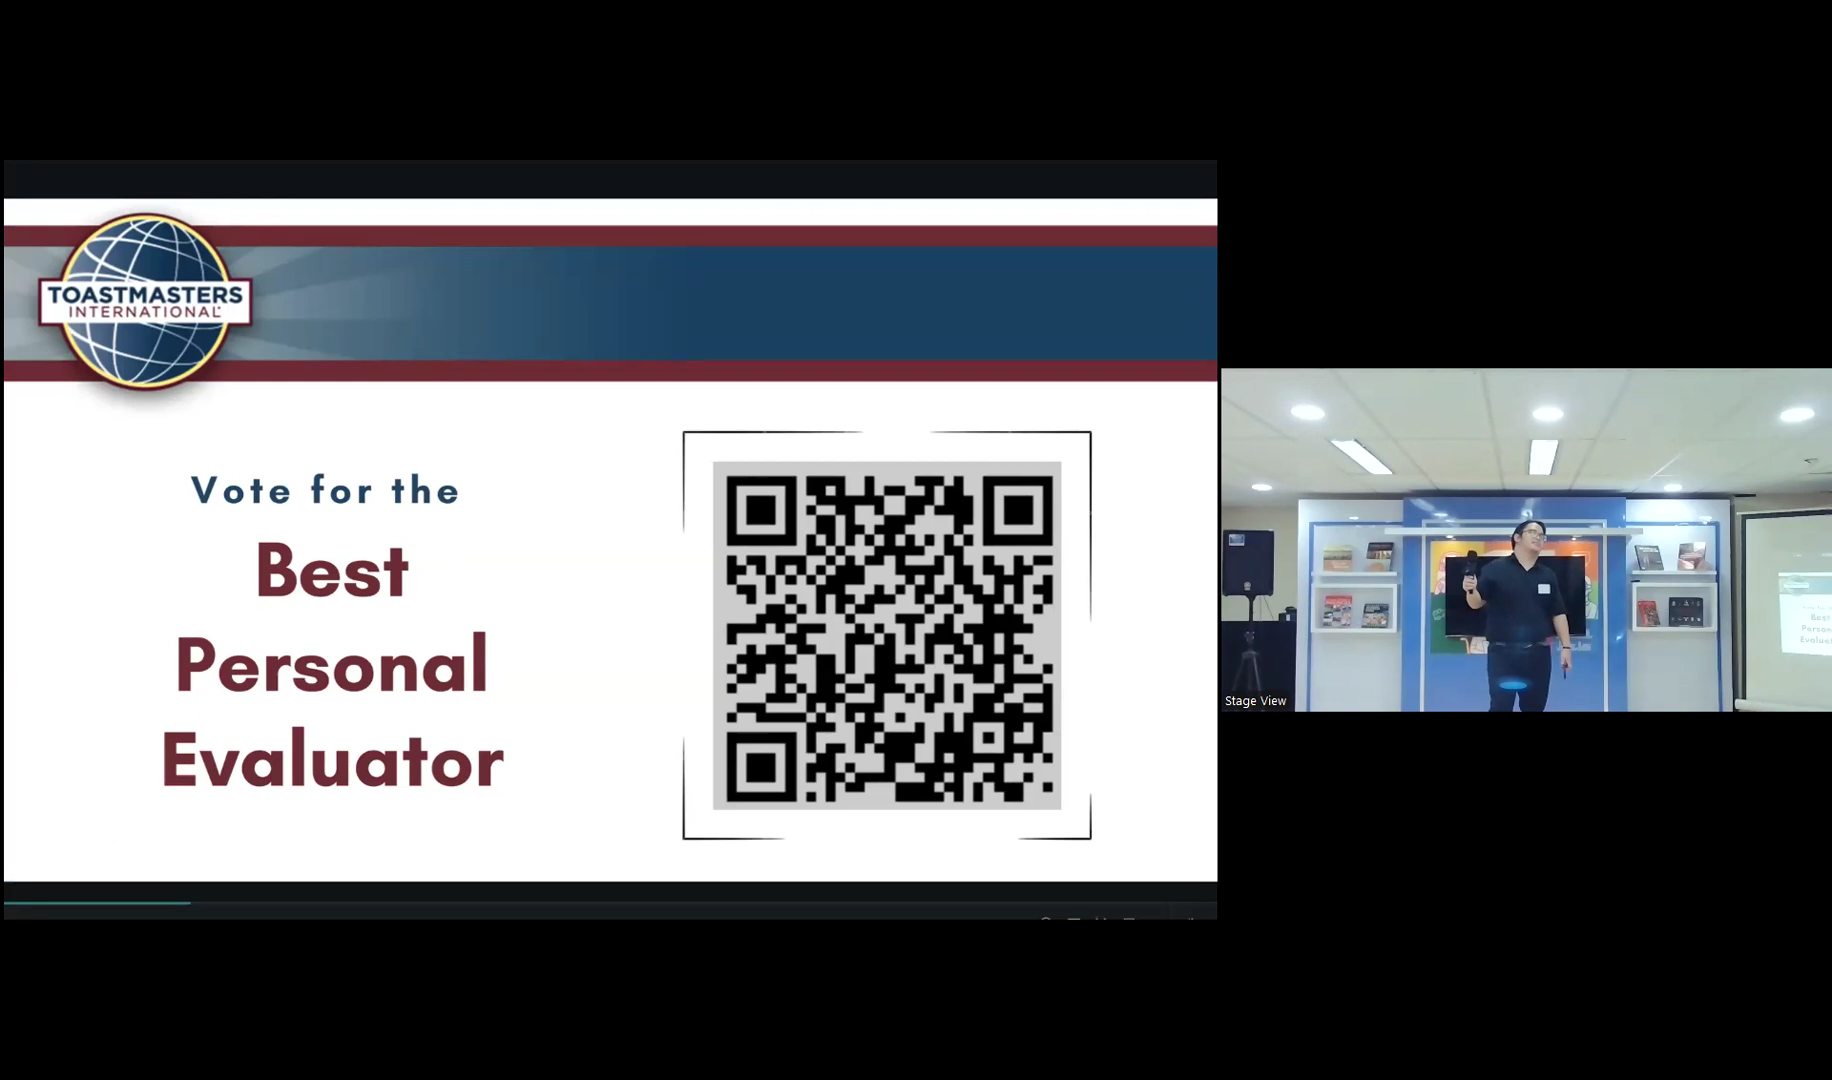 TOASTMASTERS
INTERNATIONAL
Vote for the
Best
Personal
Evaluator
Stage View